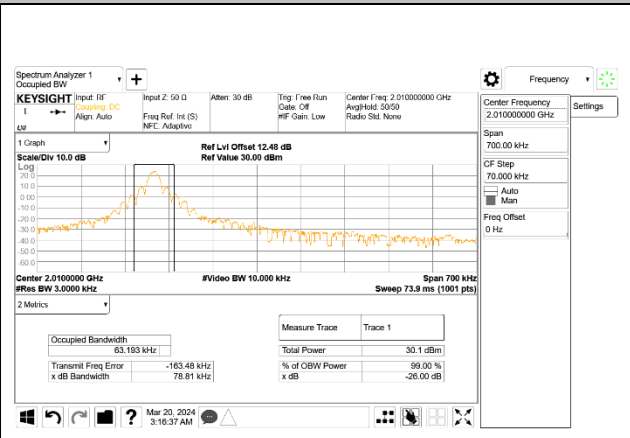 Spectrum Analyzer 1
Occupied BW
Frequency
KEYSIGHT
Input: RF
Coupling: DC
Align: Auto
Input Z: 50 Ω
Freq Ref: Int (S)
NFE: Adaptive
Atten: 30 dB
Trig: Free Run
Gate: Off
#IF Gain: Low
Center Freq: 2.010000000 GHz
Avg|Hold: 50/50
Radio Std: None
Center Frequency
2.010000000 GHz
Settings
Span
700.00 kHz
CF Step
70.000 kHz
Auto
Man
Freq Offset
0 Hz
1 Graph
Scale/Div 10.0 dB
Ref Lvl Offset 12.48 dB
Ref Value 30.00 dBm
Log
20.0
10.0
0.00
-10.0
-20.0
-30.0
-40.0
-50.0
-60.0
Center 2.0100000 GHz
#Res BW 3.0000 kHz
#Video BW 10.000 kHz
Span 700 kHz
Sweep 73.9 ms (1001 pts)
2 Metrics
Measure Trace
Trace 1
Occupied Bandwidth
63.193 kHz
Total Power
30.1 dBm
Transmit Freq Error
-163.48 kHz
% of OBW Power
99.00 %
x dB Bandwidth
78.81 kHz
x dB
-26.00 dB
Mar 20, 2024
3:16:37 AM